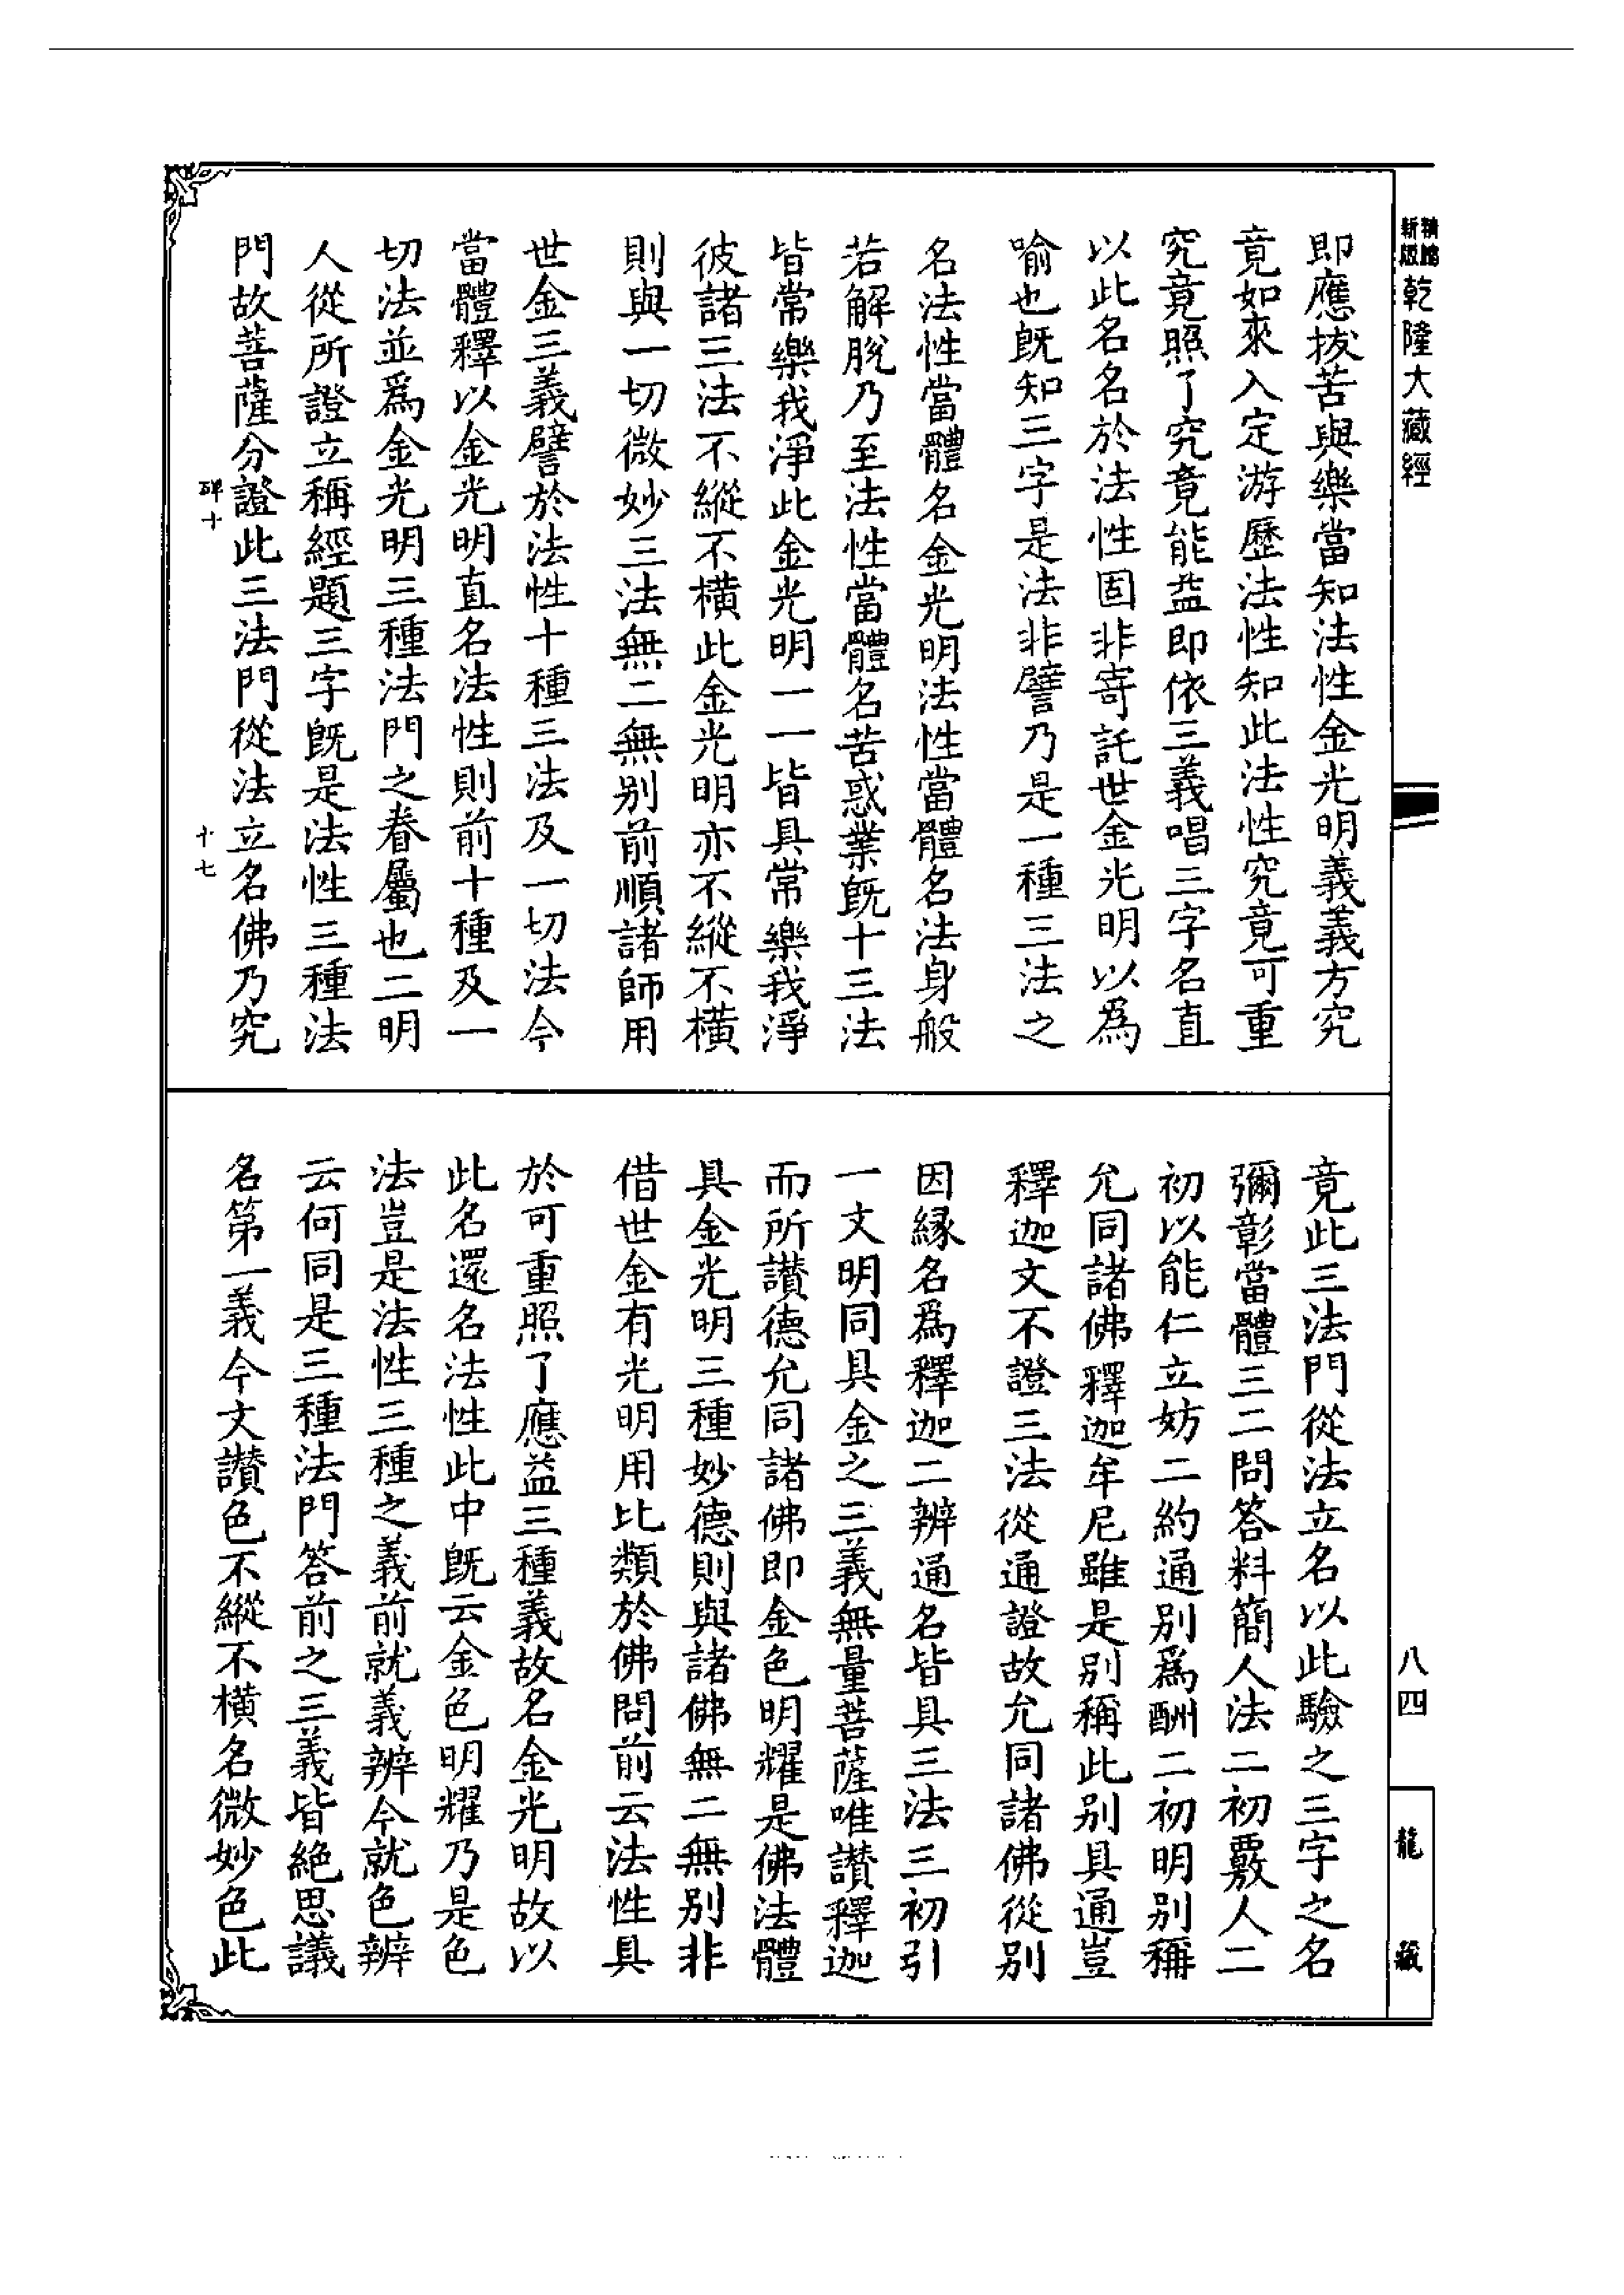 新版
乾隆大藏經
即應拔苦與樂當知法性金光明義義方究
竟如來入定游歷法性知此法性究竟可重
究竟照了究竟能益即依三義唱三字名直
以此名名於法性固非寄託世金光明以為
喻也旣知三字是法非譬乃是一種三法之
名法性當體名金光明法性當體名法身般
若解脫乃至法性當體名苦惑業旣十三法
皆常樂我淨此金光明一一皆具常樂我淨
彼諸三法不縱不橫此金光明亦不縱不橫
則與一切微妙三法無二無别前順諸師用
世金三義譬於法性十種三法及一切法今
當體釋以金光明直名法性則前十種及一
切法並爲金光明三種法門之眷屬也二明
人從所證立稱經題三字旣是法性三種法
門故菩薩分證此三法門從法立名佛乃究
碑十
十七
竟此三法門從法立名以此驗之三字之名
彌彰當體三二問答料簡人法二初覈人二
初以能仁立妨二約通别爲酬二初明别稱
允同諸佛釋迦牟尼雖是别稱此别具通豈
釋迦文不證三法從通證故允同諸佛從别
因緣名爲釋迦二辨通名皆具三法三初引
一文明同具金之三義無量菩薩唯讃釋迦
而所讃德允同諸佛即金色明耀是佛法體
具金光明三種妙德則與諸佛無二無别非
借世金有光明用比類於佛問前云法性具
於可重照了應益三種義故名金光明故以
此名還名法性此中旣云金色明耀乃是色
法豈是法性三種之義前就義辨今就色辨
云何同是三種法門答前之三義皆絶思議
名第一義今文讃色不縱不橫名微妙色此
八四
龍藏